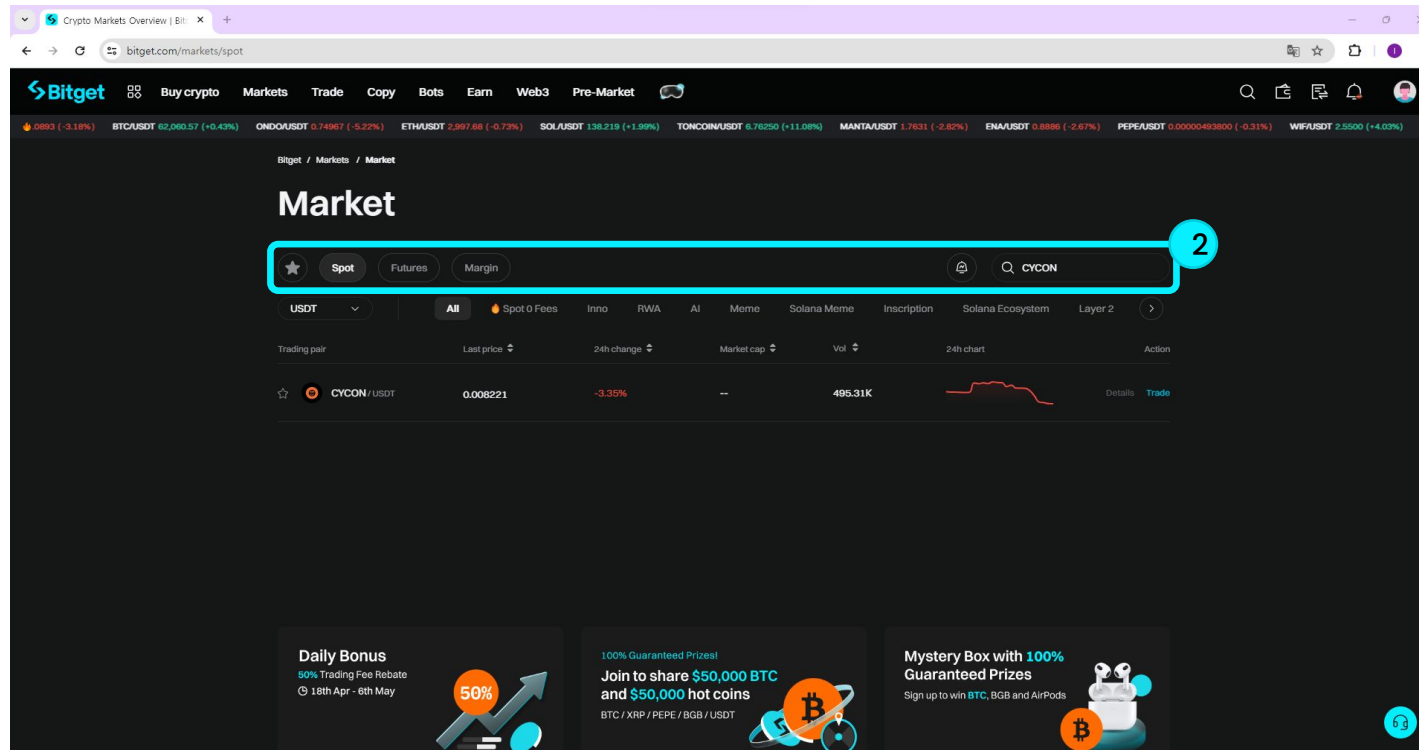 Crypto Markets Overview | Bit
bitget.com/markets/spot
Bitget Buy crypto Markets Trade Copy Bots Earn Web3 Pre-Market
.0893 (-3.18%) BTC/USDT 62,060.57 (+0.43%) ONDO/USDT 0.74967 (-5.22%) ETH/USDT 2,997.68 (-0.73%) SOL/USDT 138.219 (+1.99%) TONCOIN/USDT 6.76250 (+11.08%) MANTA/USDT 1.7631 (-2.82%) ENA/USDT 0.8886 (-2.67%) PEPE/USDT 0.00000493800 (-0.31%) WIF/USDT 2.5500 (+4.03%)
Bitget / Markets / Market
Market
2
Spot Futures Margin CYCON
USDT All Spot 0 Fees Inno RWA AI Meme Solana Meme Inscription Solana Ecosystem Layer 2
Trading pair Last price 24h change Market cap Vol 24h chart Action
CYCON / USDT 0.008221 -3.35% -- 495.31K Details Trade
Daily Bonus
50% Trading Fee Rebate
18th Apr - 6th May
50%
100% Guaranteed Prizes!
Join to share $50,000 BTC
and $50,000 hot coins
BTC / XRP / PEPE / BGB / USDT
Mystery Box with 100%
Guaranteed Prizes
Sign up to win BTC, BGB and AirPods